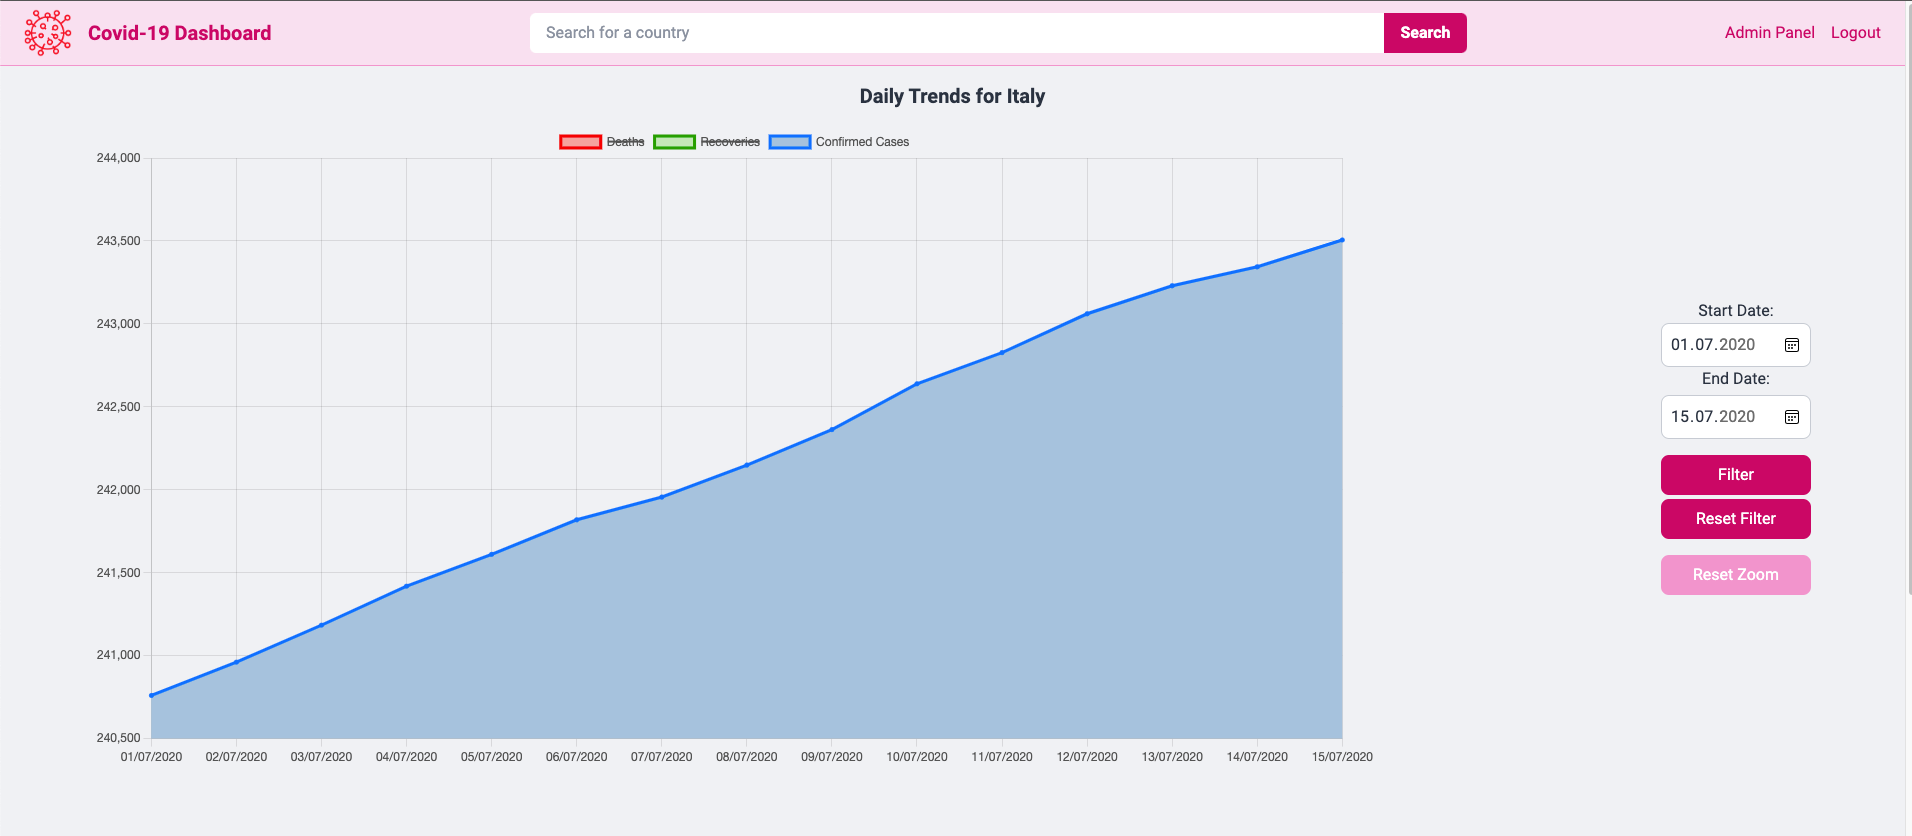 Covid-19 Dashboard
Search for a country
Search
Admin Panel Logout
Daily Trends for Italy
Deaths Recoveries Confirmed Cases
244,000
243,500
243,000
242,500
242,000
241,500
241,000
240,500
01/07/2020 02/07/2020 03/07/2020 04/07/2020 05/07/2020 06/07/2020 07/07/2020 08/07/2020 09/07/2020 10/07/2020 11/07/2020 12/07/2020 13/07/2020 14/07/2020 15/07/2020
Start Date:
01.07.2020
End Date:
15.07.2020
Filter
Reset Filter
Reset Zoom